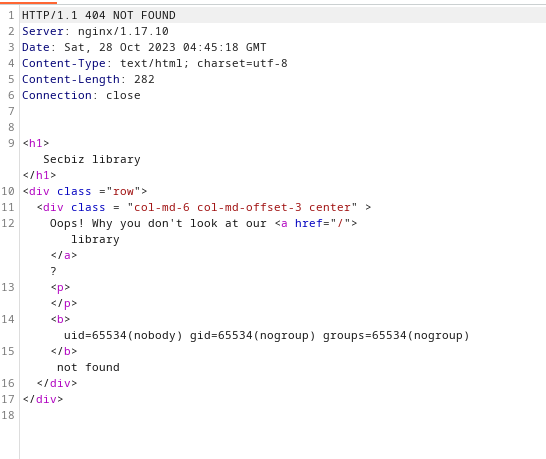 1 HTTP/1.1 404 NOT FOUND
2 Server: nginx/1.17.10
3 Date: Sat, 28 Oct 2023 04:45:18 GMT
4 Content-Type: text/html; charset=utf-8
5 Content-Length: 282
6 Connection: close
7
8
9 <h1>
Secbiz library
</h1>
10 <div class ="row">
11 <div class = "col-md-6 col-md-offset-3 center" >
12 Oops! Why you don't look at our <a href="/">
library
</a>
?
13 <p>
</p>
14 <b>
uid=65534(nobody) gid=65534(nogroup) groups=65534(nogroup)
15 </b>
not found
16 </div>
17 </div>
18